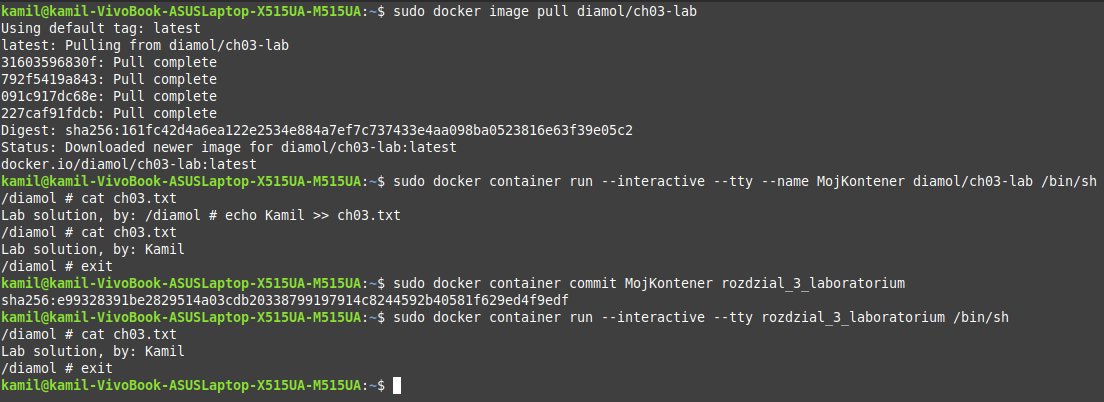 kamil@kamil-VivoBook-ASUSLaptop-X515UA-M515UA:~$ sudo docker image pull diamol/ch03-lab
Using default tag: latest
latest: Pulling from diamol/ch03-lab
31603596830f: Pull complete
792f5419a843: Pull complete
091c917dc68e: Pull complete
227caf91fdcb: Pull complete
Digest: sha256:161fc42d4a6ea122e2534e884a7ef7c737433e4aa098ba0523816e63f39e05c2
Status: Downloaded newer image for diamol/ch03-lab:latest
docker.io/diamol/ch03-lab:latest
kamil@kamil-VivoBook-ASUSLaptop-X515UA-M515UA:~$ sudo docker container run --interactive --tty --name MojKontener diamol/ch03-lab /bin/sh
/diamol # cat ch03.txt
Lab solution, by: /diamol # echo Kamil >> ch03.txt
/diamol # cat ch03.txt
Lab solution, by: Kamil
/diamol # exit
kamil@kamil-VivoBook-ASUSLaptop-X515UA-M515UA:~$ sudo docker container commit MojKontener rozdzial_3_laboratorium
sha256:e99328391be2829514a03cdb20338799197914c8244592b40581f629ed4f9edf
kamil@kamil-VivoBook-ASUSLaptop-X515UA-M515UA:~$ sudo docker container run --interactive --tty rozdzial_3_laboratorium /bin/sh
/diamol # cat ch03.txt
Lab solution, by: Kamil
/diamol # exit
kamil@kamil-VivoBook-ASUSLaptop-X515UA-M515UA:~$